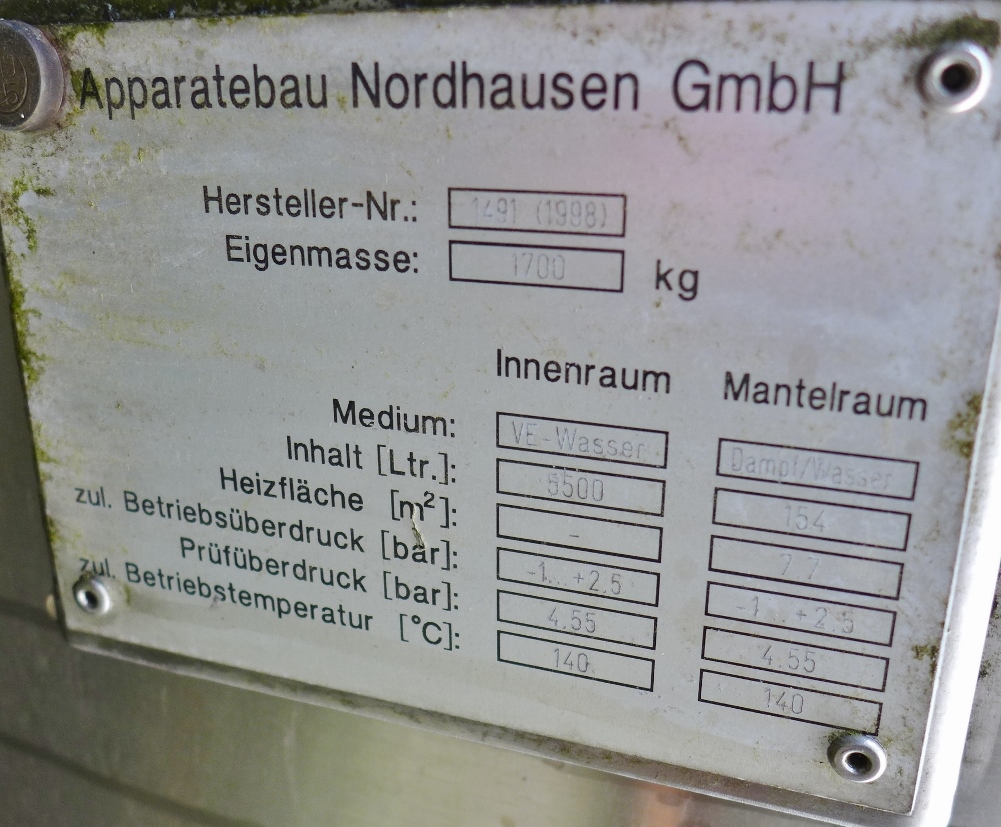 Apparatebau Nordhausen GmbH
Hersteller-Nr.: 1491 (1998)
Eigenmasse: 1700 kg
Innenraum Mantelraum
Medium: VE-Wasser Dampf/Wasser
Inhalt [Ltr.]: 5500 154
Heizfläche [m²]: - 7.7
zul. Betriebsüberdruck [bar]: -1...+2.5 -1...+2.5
Prüfüberdruck [bar]: 4.55 4.55
zul. Betriebstemperatur [°C]: 140 140